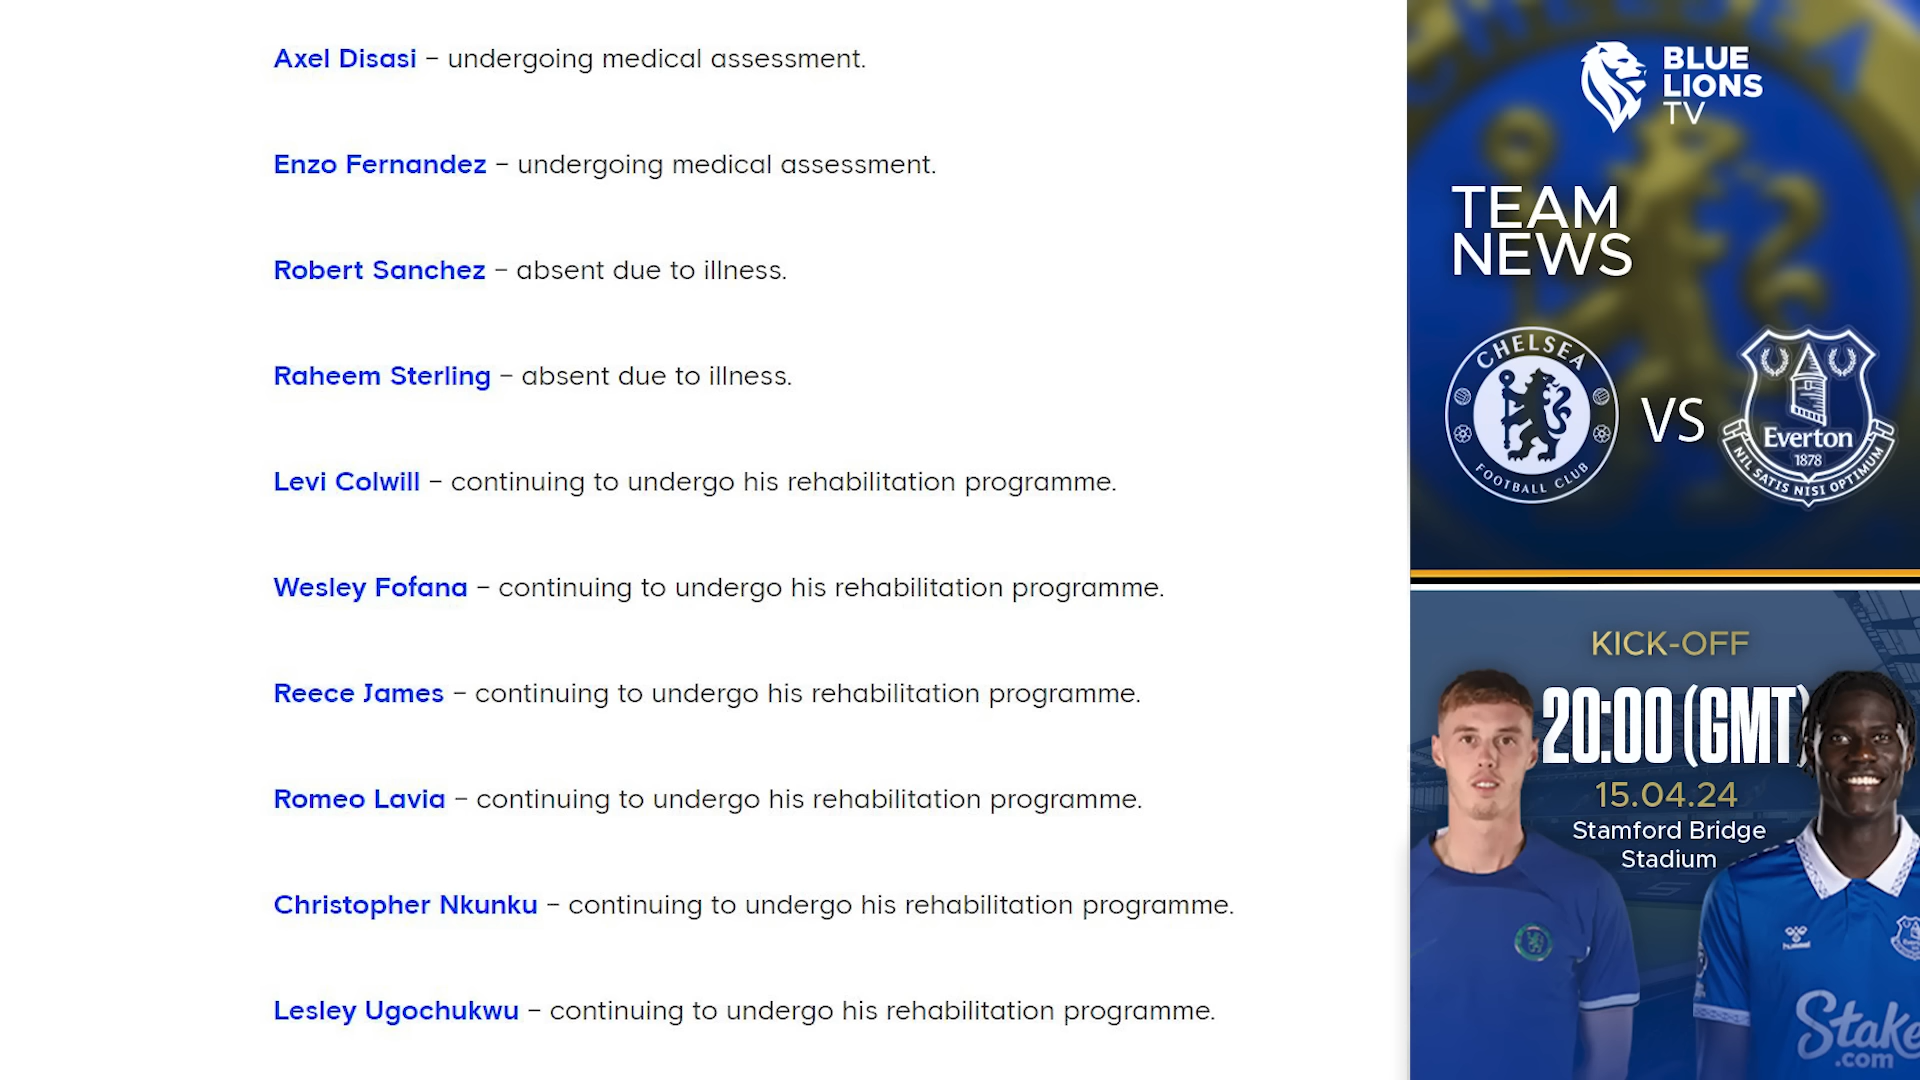 Axel Disasi – undergoing medical assessment.
Enzo Fernandez – undergoing medical assessment.
Robert Sanchez – absent due to illness.
Raheem Sterling – absent due to illness.
Levi Colwill – continuing to undergo his rehabilitation programme.
Wesley Fofana – continuing to undergo his rehabilitation programme.
Reece James – continuing to undergo his rehabilitation programme.
Romeo Lavia – continuing to undergo his rehabilitation programme.
Christopher Nkunku – continuing to undergo his rehabilitation programme.
Lesley Ugochukwu – continuing to undergo his rehabilitation programme.
BLUE
LIONS
TV
TEAM
NEWS
CHELSEA
FOOTBALL CLUB
VS
Everton
1878
NIL SATIS NISI OPTIMUM
KICK-OFF
20:00 (GMT)
15.04.24
Stamford Bridge
Stadium
hummel
Stake
.com